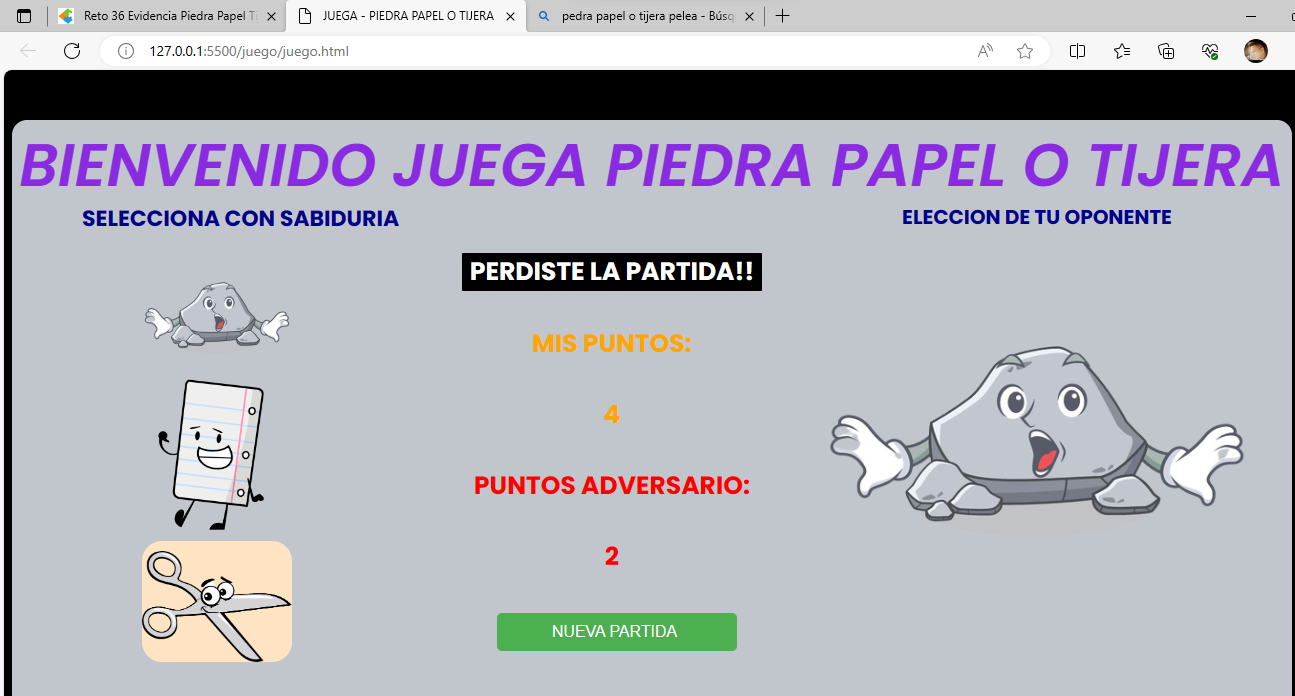 Reto 36 Evidencia Piedra Papel Ti
JUEGA - PIEDRA PAPEL O TIJERA
pedra papel o tijera pelea - Búsq
127.0.0.1:5500/juego/juego.html
BIENVENIDO JUEGA PIEDRA PAPEL O TIJERA
SELECCIONA CON SABIDURIA
ELECCION DE TU OPONENTE
PERDISTE LA PARTIDA!!
MIS PUNTOS:
4
PUNTOS ADVERSARIO:
2
NUEVA PARTIDA